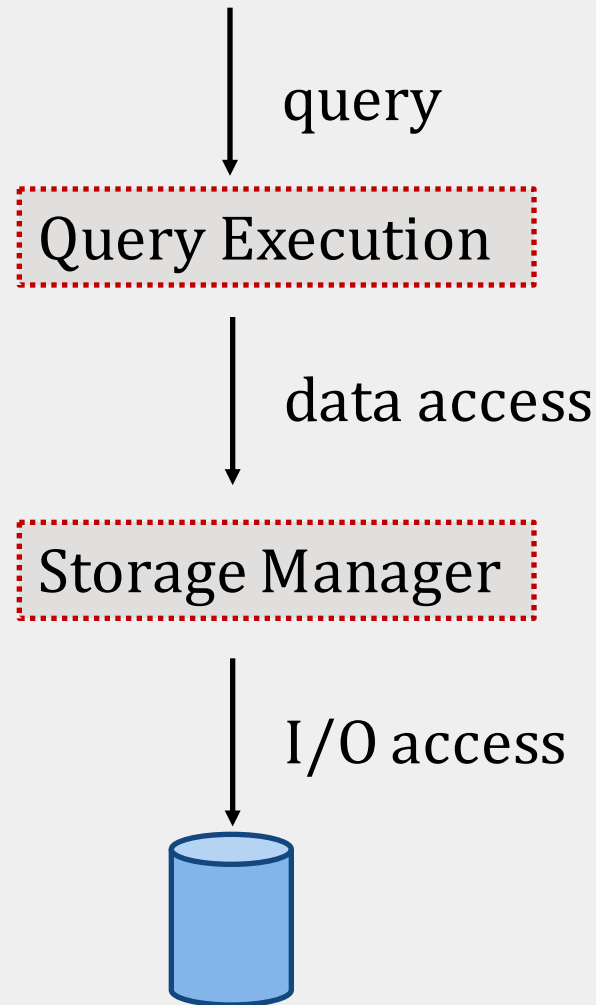 query
Query Execution
data access
Storage Manager
I/O access